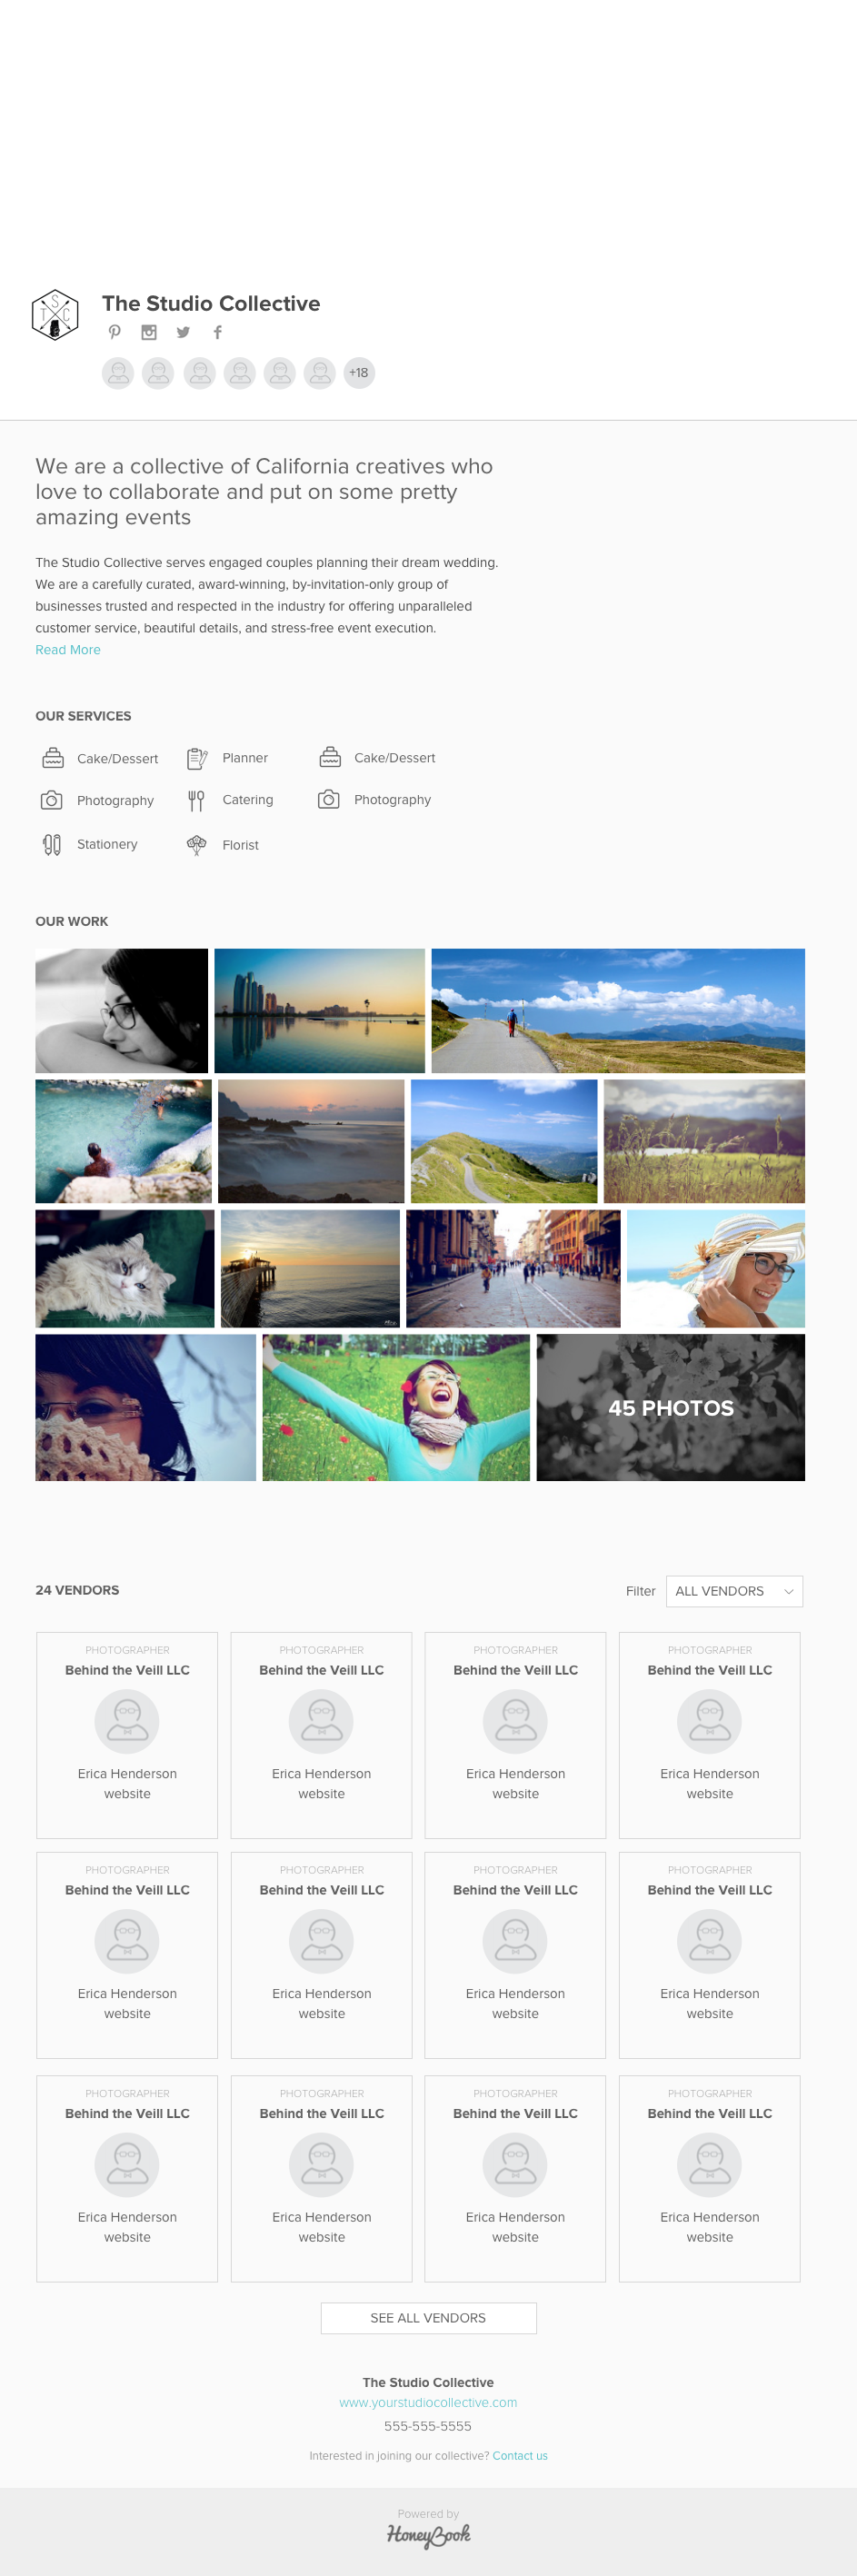 T S C
The Studio Collective
+18
We are a collective of California creatives who
love to collaborate and put on some pretty
amazing events
The Studio Collective serves engaged couples planning their dream wedding.
We are a carefully curated, award-winning, by-invitation-only group of
businesses trusted and respected in the industry for offering unparalleled
customer service, beautiful details, and stress-free event execution.
Read More
OUR SERVICES
Cake/Dessert Planner Cake/Dessert
Photography Catering Photography
Stationery Florist
OUR WORK
45 PHOTOS
24 VENDORS Filter ALL VENDORS
PHOTOGRAPHER PHOTOGRAPHER PHOTOGRAPHER PHOTOGRAPHER
Behind the Veill LLC Behind the Veill LLC Behind the Veill LLC Behind the Veill LLC
Erica Henderson Erica Henderson Erica Henderson Erica Henderson
website website website website
PHOTOGRAPHER PHOTOGRAPHER PHOTOGRAPHER PHOTOGRAPHER
Behind the Veill LLC Behind the Veill LLC Behind the Veill LLC Behind the Veill LLC
Erica Henderson Erica Henderson Erica Henderson Erica Henderson
website website website website
PHOTOGRAPHER PHOTOGRAPHER PHOTOGRAPHER PHOTOGRAPHER
Behind the Veill LLC Behind the Veill LLC Behind the Veill LLC Behind the Veill LLC
Erica Henderson Erica Henderson Erica Henderson Erica Henderson
website website website website
SEE ALL VENDORS
The Studio Collective
www.yourstudiocollective.com
555-555-5555
Interested in joining our collective? Contact us
Powered by
HoneyBook